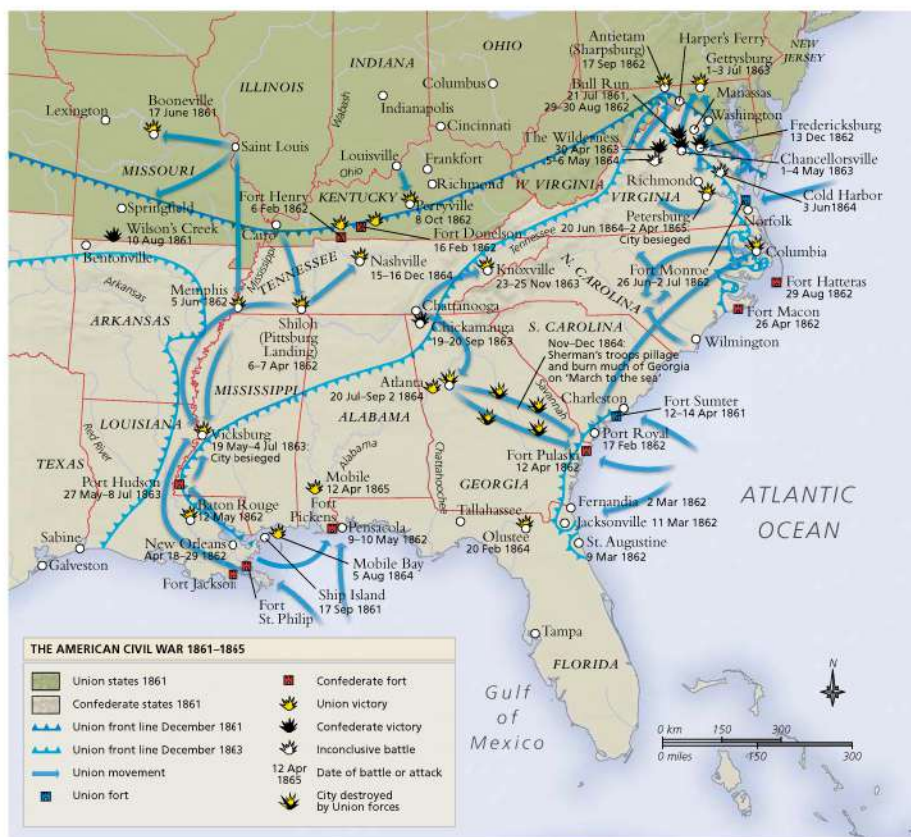 OHIO
INDIANA
ILLINOIS
NEW
JERSEY
Antietam
(Sharpsburg)
17 Sep 1862
Harper's Ferry
Gettysburg
1–3 Jul 1863
Bull Run
21 Jul 1861,
29–30 Aug 1862
Manassas
Washington
Columbus
Indianapolis
Wabash
Cincinnati
Booneville
17 June 1861
Lexington
Saint Louis
Fredericksburg
13 Dec 1862
The Wilderness
30 Apr 1863
5–6 May 1864
Chancellorsville
1–4 May 1863
Louisville
Ohio
Frankfort
Richmond
MISSOURI
KENTUCKY
W VIRGINIA
Richmond
VIRGINIA
Cold Harbor
3 Jun1864
Springfield
Fort Henry
6 Feb 1862
Perryville
8 Oct 1862
Petersburg
20 Jun 1864–2 Apr 1865:
City besieged
Norfolk
Wilson's Creek
10 Aug 1861
Cairo
Fort Donelson
16 Feb 1862
Bentonville
Mississippi
TENNESSEE
Nashville
15–16 Dec 1864
Tennessee
Knoxville
23–25 Nov 1863
N. CAROLINA
Fort Monroe
26 Jun–2 Jul 1862
Columbia
Fort Hatteras
29 Aug 1862
Arkansas
ARKANSAS
Memphis
5 Jun 1862
Shiloh
(Pittsburg
Landing)
6–7 Apr 1862
Chattanooga
Chickamauga
19–20 Sep 1863
S. CAROLINA
Fort Macon
26 Apr 1862
Wilmington
Nov–Dec 1864:
Sherman's troops pillage
and burn much of Georgia
on 'March to the sea'
MISSISSIPPI
Atlanta
20 Jul–Sep 2 1864
Savannah
Charleston
Fort Sumter
12–14 Apr 1861
LOUISIANA
ALABAMA
Vicksburg
19 May–4 Jul 1863:
City besieged
Port Royal
17 Feb 1862
Fort Pulaski
12 Apr 1862
TEXAS
Red River
Alabama
Chattahoochee
GEORGIA
Port Hudson
27 May–8 Jul 1863
Mobile
12 Apr 1865
Baton Rouge
12 May 1862
Fort
Pickens
Pensacola
9–10 May 1862
Tallahassee
Fernandia
2 Mar 1862
Jacksonville
11 Mar 1862
ATLANTIC
OCEAN
Olustee
20 Feb 1864
St. Augustine
9 Mar 1862
Sabine
Galveston
New Orleans
Apr 18–29 1862
Mobile Bay
5 Aug 1864
Fort Jackson
Ship Island
17 Sep 1861
Fort
St. Philip
Tampa
FLORIDA
Gulf
of
Mexico
N
0 km 150 300
0 miles 150 300
THE AMERICAN CIVIL WAR 1861–1865
Union states 1861
Confederate states 1861
Union front line December 1861
Union front line December 1863
Union movement
Union fort
Confederate fort
Union victory
Confederate victory
Inconclusive battle
12 Apr
1865
Date of battle or attack
City destroyed
by Union forces